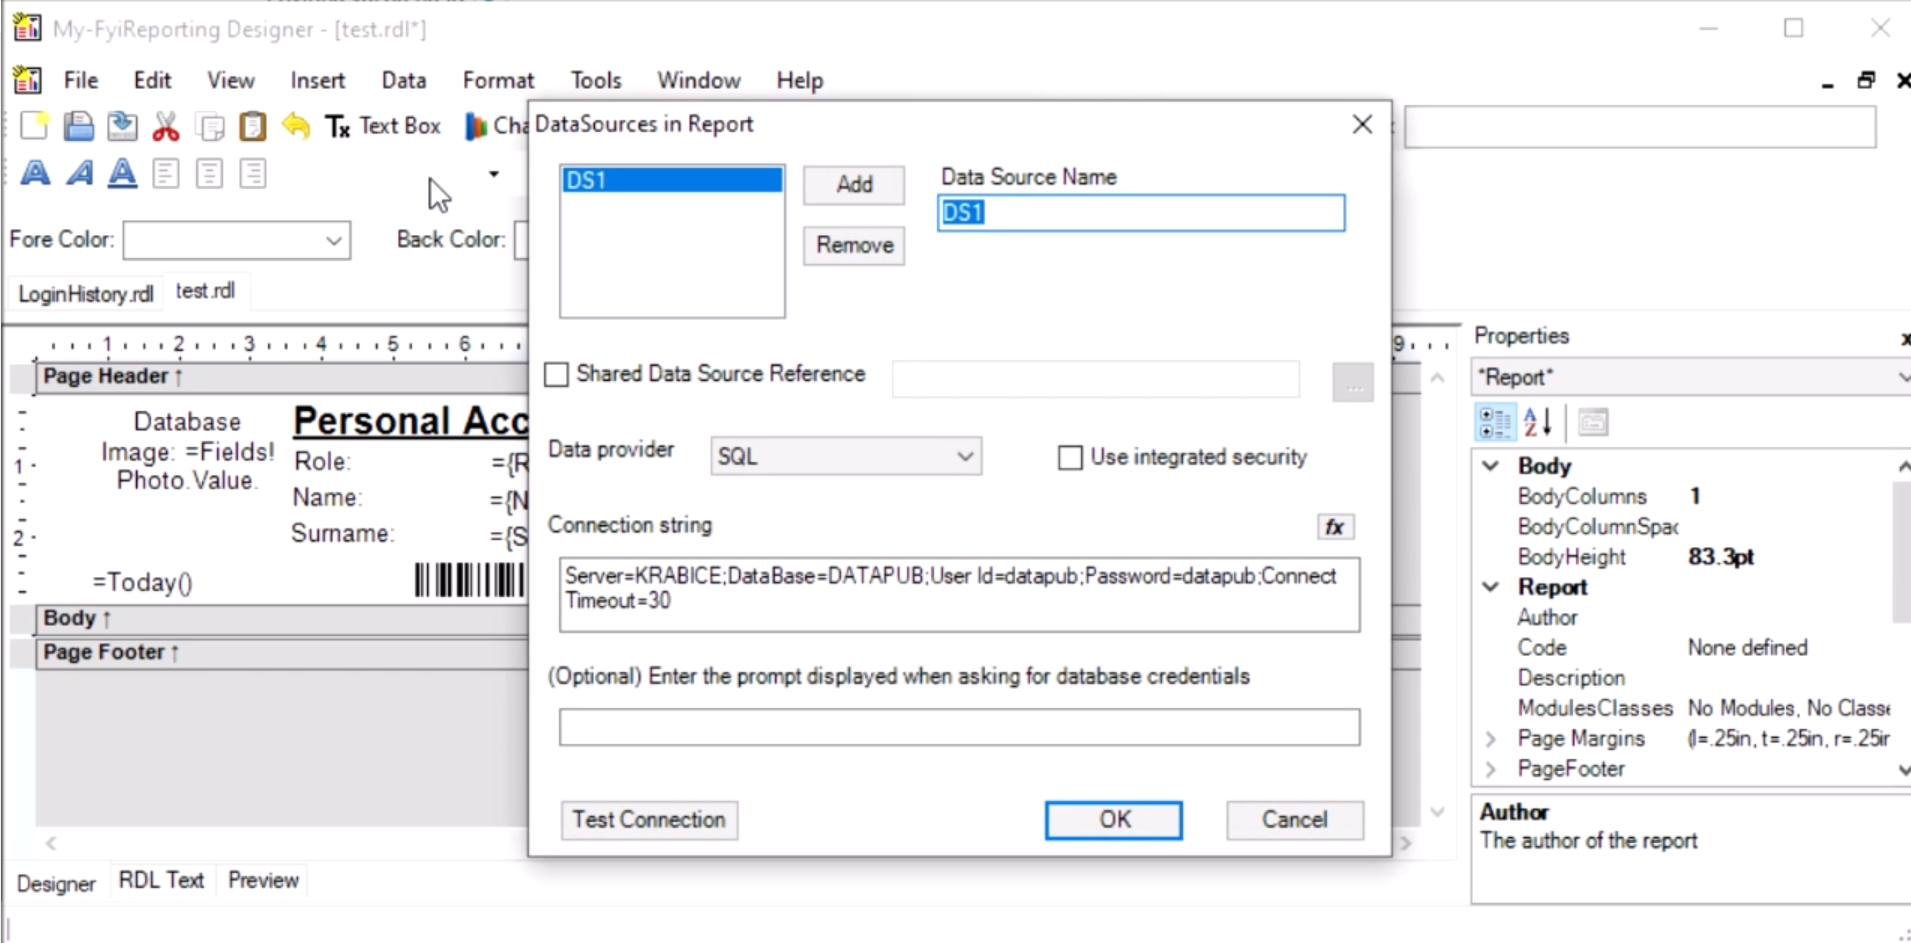 My-FyiReporting Designer - [test.rdl*]
File Edit View Insert Data Format Tools Window Help
Tx Text Box Cha
Fore Color: Back Color:
LoginHistory.rdl test.rdl
DataSources in Report
DS1
Add
Remove
Data Source Name
DS1
Shared Data Source Reference
...
Data provider SQL Use integrated security
Connection string fx
Server=KRABICE;DataBase=DATAPUB;User Id=datapub;Password=datapub;Connect
Timeout=30
(Optional) Enter the prompt displayed when asking for database credentials
Test Connection OK Cancel
1 2 3 4 5 6 9
Page Header ↑
Database
Image: =Fields!
Photo.Value.
Personal Acc
Role: ={R
Name: ={N
Surname: ={S
1
2
=Today()
Body ↑
Page Footer ↑
Designer RDL Text Preview
Properties
*Report*
Body
BodyColumns 1
BodyColumnSpac
BodyHeight 83.3pt
Report
Author
Code None defined
Description
ModulesClasses No Modules, No Classe
Page Margins (l=.25in, t=.25in, r=.25in
PageFooter
Author
The author of the report